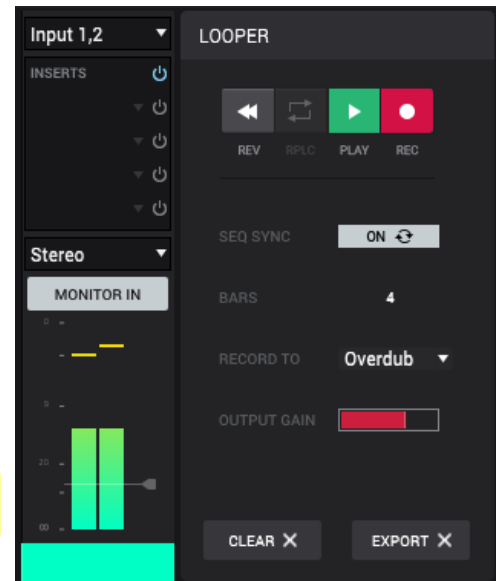 Input 1,2
INSERTS
Stereo
MONITOR IN
0
9
20
∞
LOOPER
REV RPLC PLAY REC
SEQ SYNC ON
BARS 4
RECORD TO Overdub
OUTPUT GAIN
CLEAR EXPORT